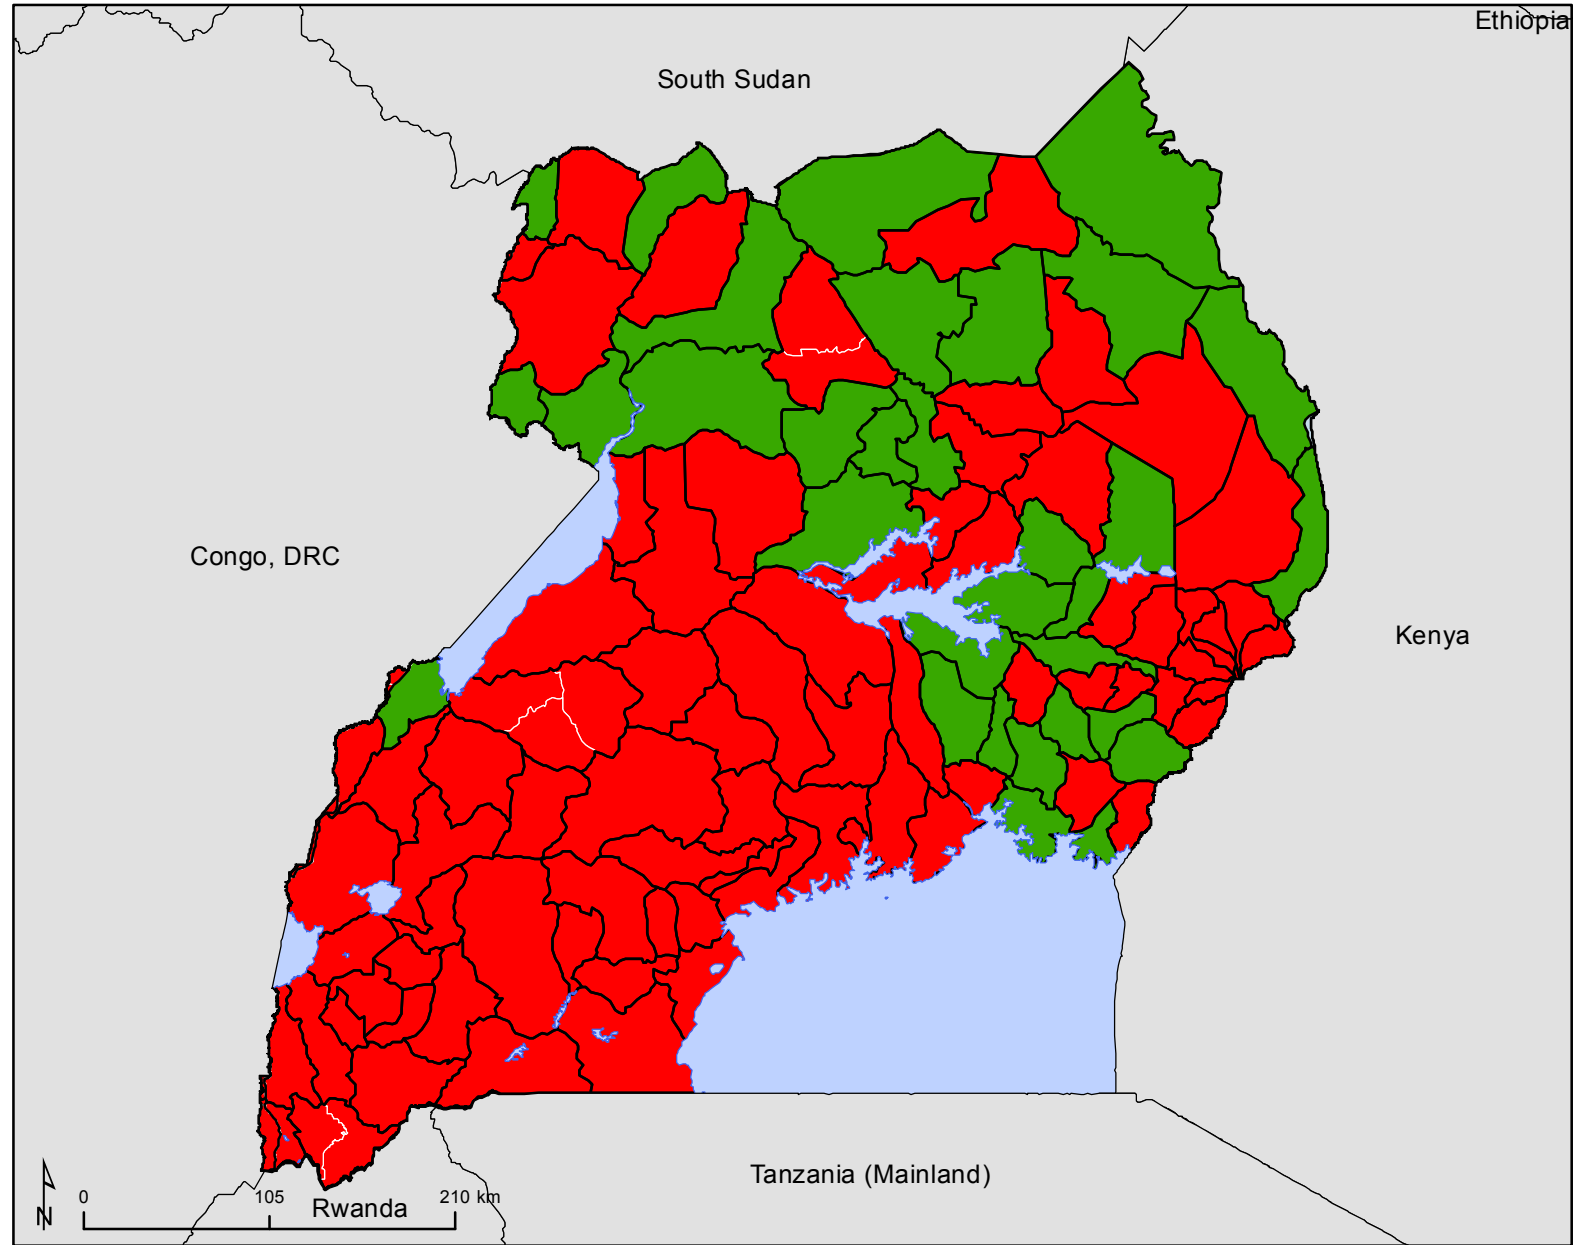 Ethiopia
South Sudan
Congo, DRC
Kenya
Tanzania (Mainland)
N
0 105 210 km
Rwanda